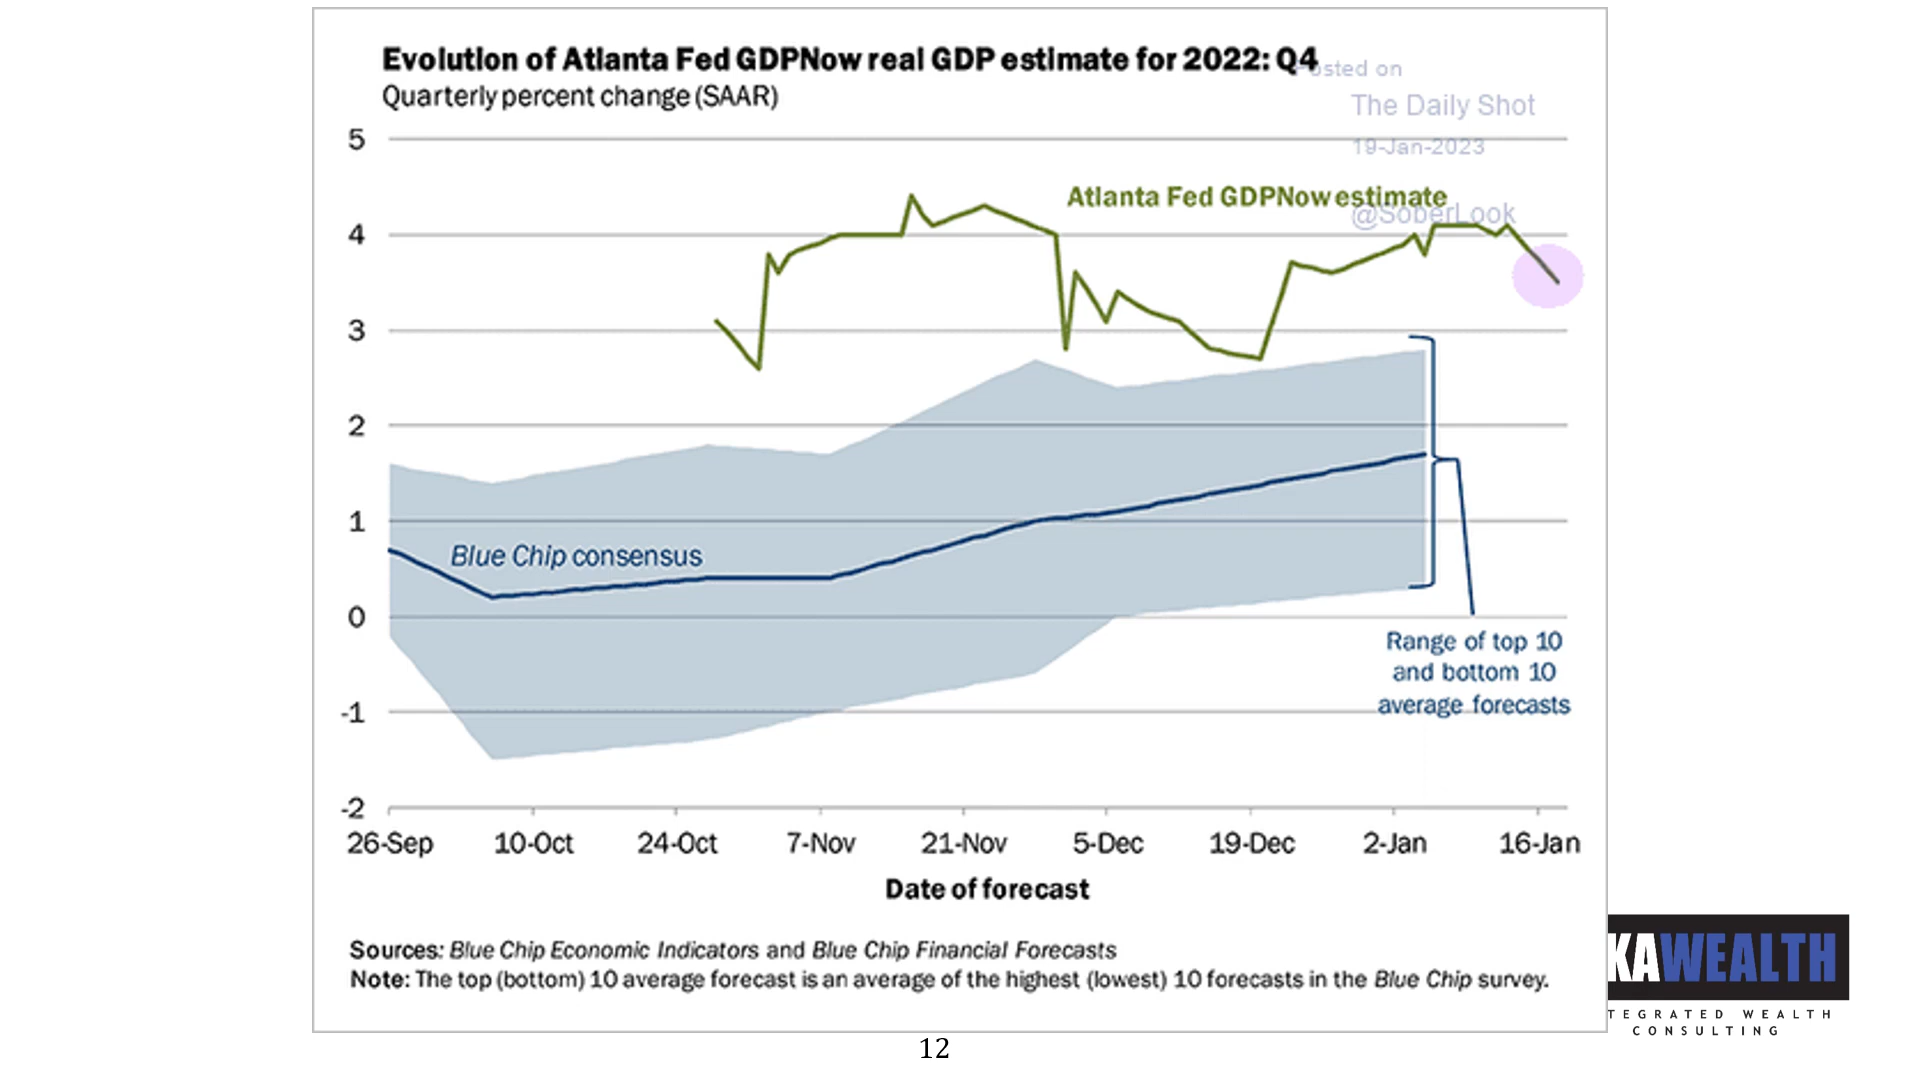 Evolution of Atlanta Fed GDPNow real GDP estimate for 2022: Q4
Quarterly percent change (SAAR)
Posted on
The Daily Shot
19-Jan-2023
@SoberLook
5
4
3
2
1
0
-1
-2
Atlanta Fed GDPNow estimate
Blue Chip consensus
Range of top 10
and bottom 10
average forecasts
26-Sep 10-Oct 24-Oct 7-Nov 21-Nov 5-Dec 19-Dec 2-Jan 16-Jan
Date of forecast
Sources: Blue Chip Economic Indicators and Blue Chip Financial Forecasts
Note: The top (bottom) 10 average forecast is an average of the highest (lowest) 10 forecasts in the Blue Chip survey.
KAWEALTH
TEGRATED WEALTH
CONSULTING
12